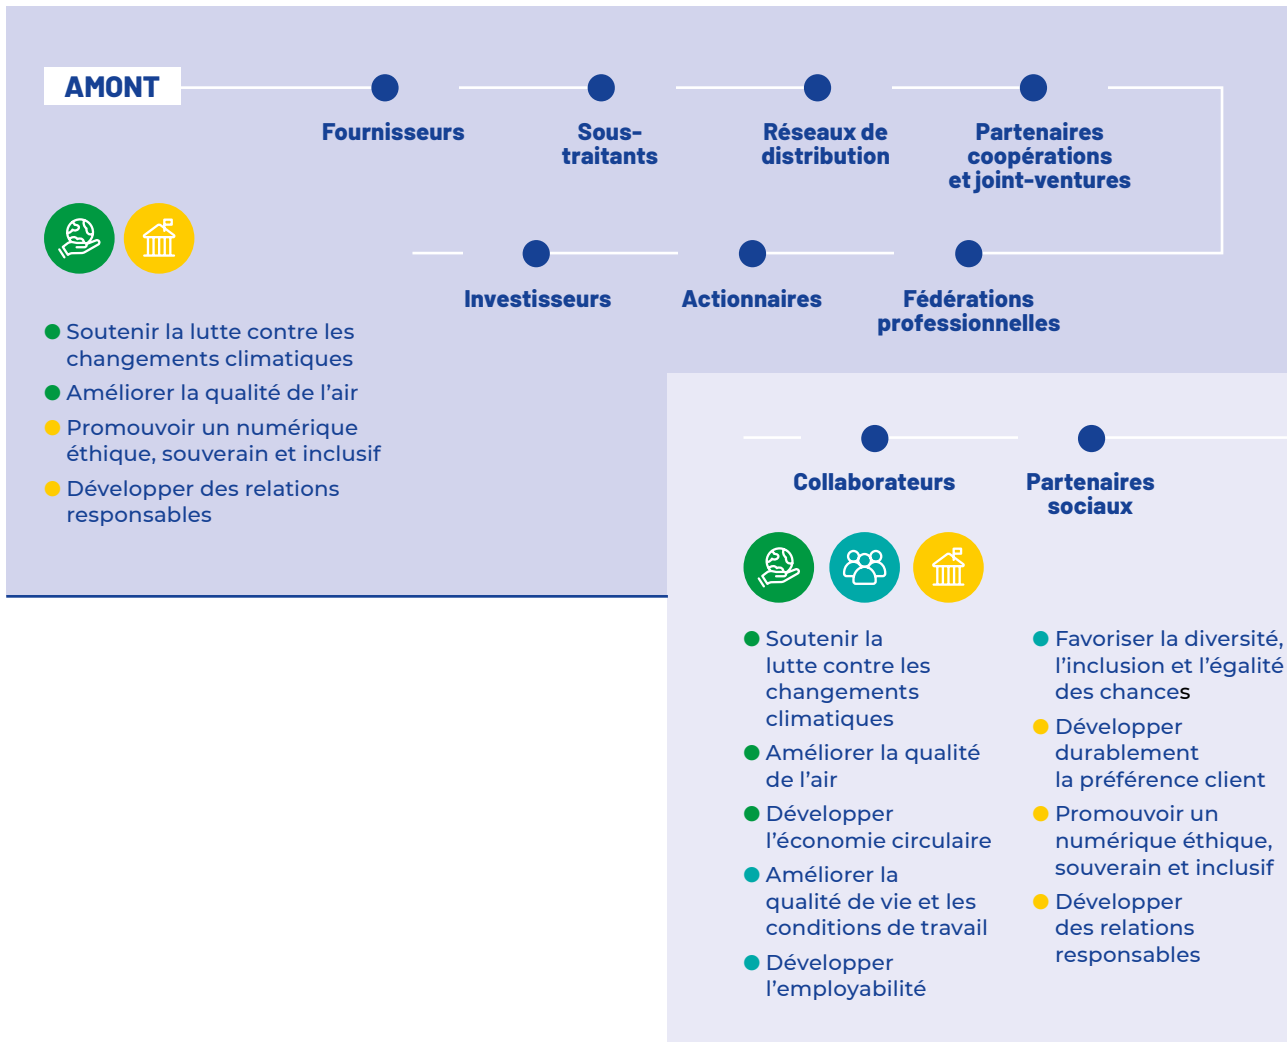 AMONT
Fournisseurs
Sous-
traitants
Réseaux de
distribution
Partenaires
coopérations
et joint-ventures
Investisseurs
Actionnaires
Fédérations
professionnelles
Soutenir la lutte contre les
changements climatiques
Améliorer la qualité de l’air
Promouvoir un numérique
éthique, souverain et inclusif
Développer des relations
responsables
Collaborateurs
Partenaires
sociaux
Soutenir la
lutte contre les
changements
climatiques
Améliorer la qualité
de l’air
Développer
l’économie circulaire
Améliorer la
qualité de vie et les
conditions de travail
Développer
l’employabilité
Favoriser la diversité,
l’inclusion et l’égalité
des chances
Développer
durablement
la préférence client
Promouvoir un
numérique éthique,
souverain et inclusif
Développer
des relations
responsables